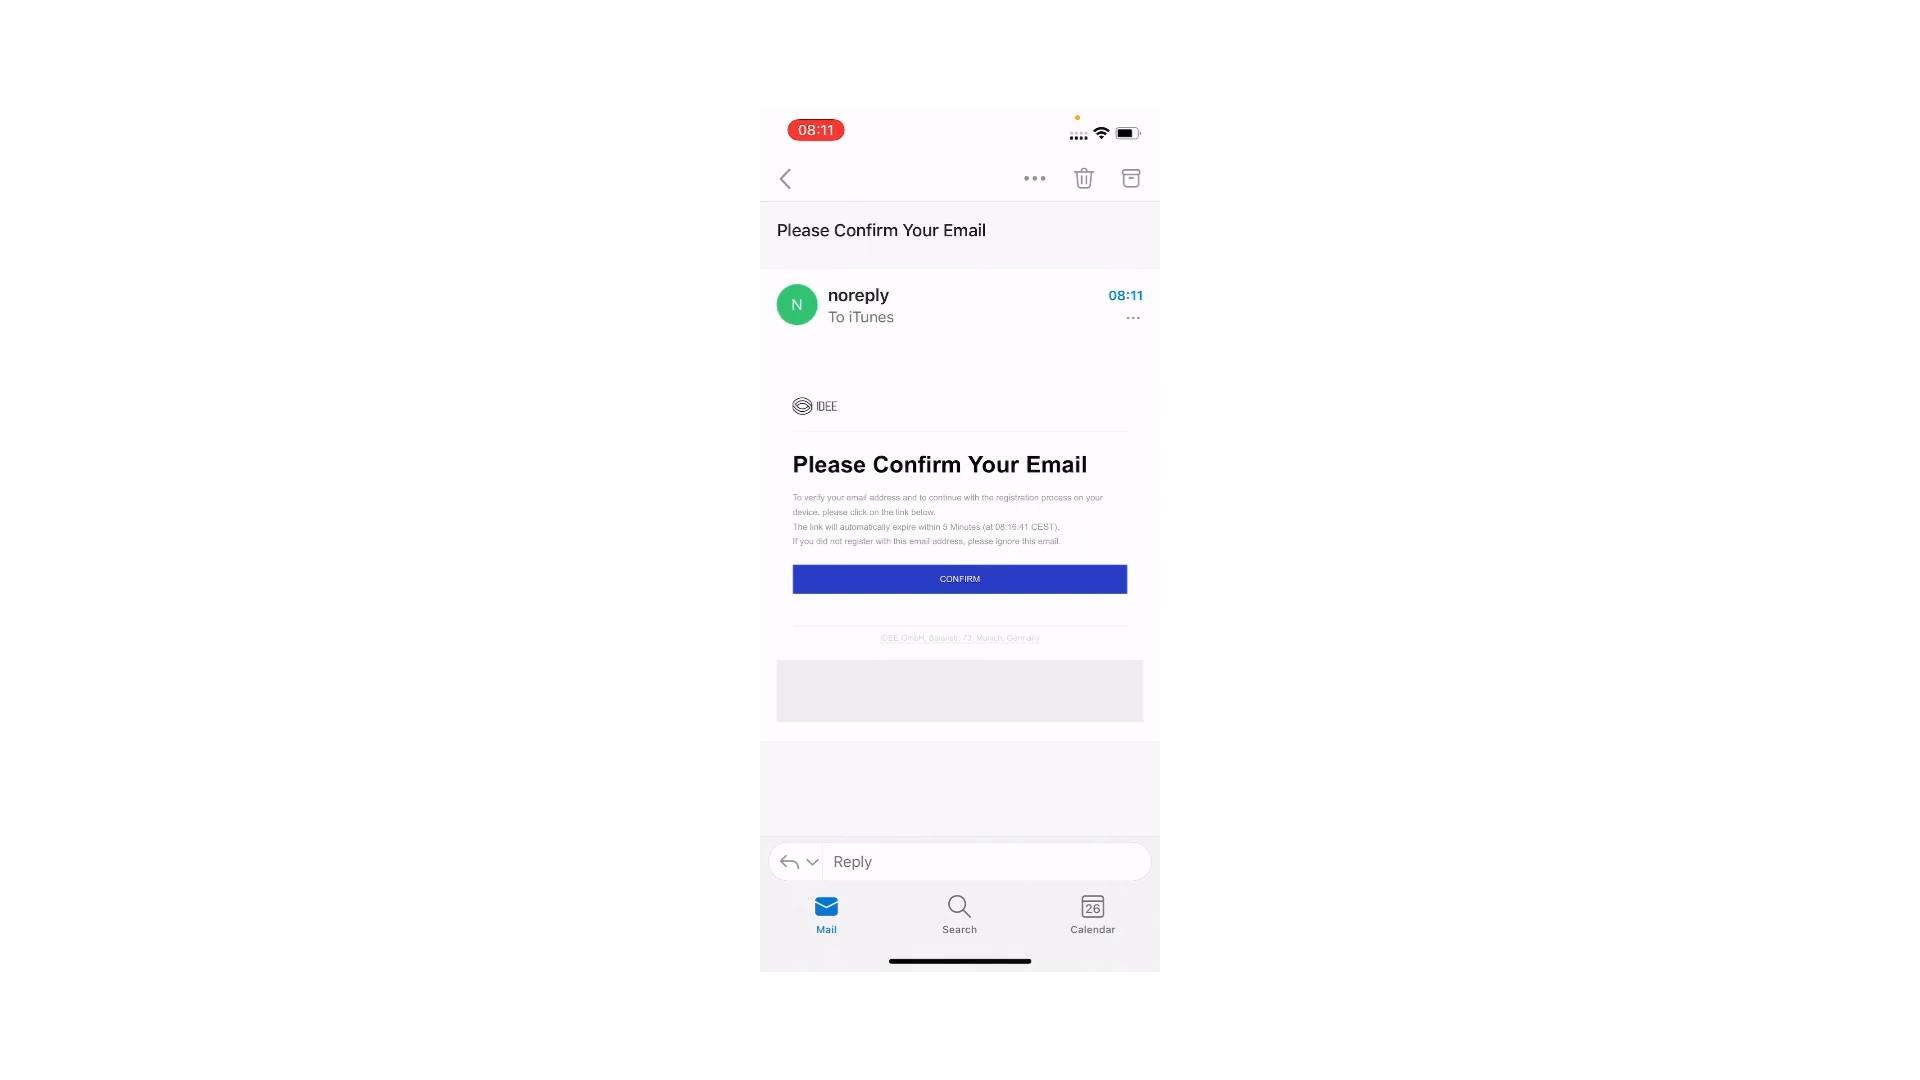 08:11
Please Confirm Your Email
N
noreply
08:11
To iTunes
IDEE
Please Confirm Your Email
To verify your email address and to continue with the registration process on your
device, please click on the link below.
The link will automatically expire within 5 Minutes (at 08:16:41 CEST).
If you did not register with this email address, please ignore this email.
CONFIRM
IDEE GmbH, Balanstr. 73, Munich, Germany
Reply
26
Mail
Search
Calendar